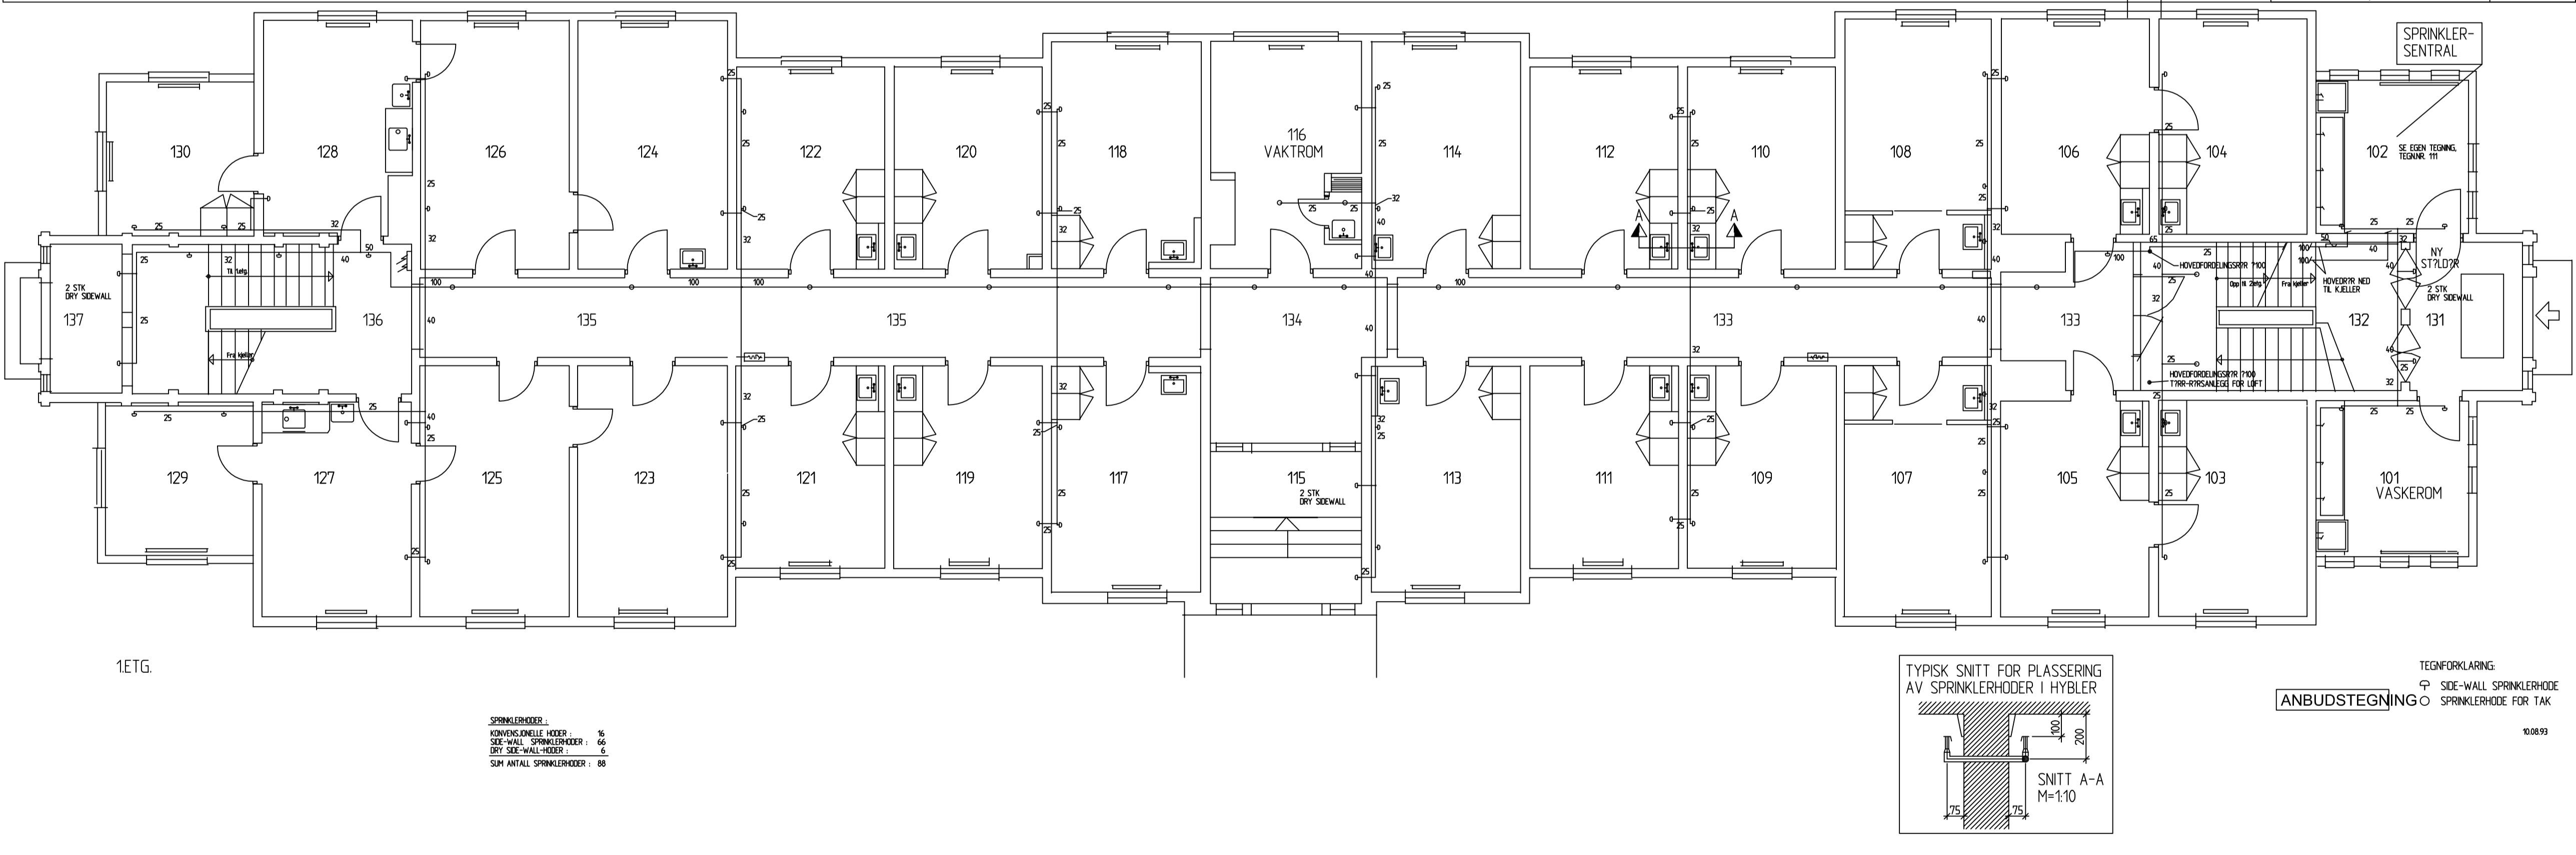 SPRINKLER-
SENTRAL
130
128
126
124
122
120
118
116
VAKTROM
114
112
110
108
106
104
102
SE EGEN TEGNING,
TEGN.NR. 111
A A
NY
ST?LD?R
Til 1.etg.
Fra kjeller
2 STK
DRY SIDEWALL
137
136
135
135
134
133
133
HOVEDFORDELINGSR?R ?100
Opp til 2.etg.
Fra kjeller
HOVEDR?R NED
TIL KJELLER
132
2 STK
DRY SIDEWALL
131
HOVEDFORDELINGSR?R ?100
T?RR-R?RSANLEGG FOR LOFT
129
127
125
123
121
119
117
115
2 STK
DRY SIDEWALL
113
111
109
107
105
103
101
VASKEROM
1.ETG.
SPRINKLERHODER :
KONVENSJONELLE HODER : 16
SIDE-WALL SPRINKLERHODER : 66
DRY SIDE-WALL-HODER : 6
SUM ANTALL SPRINKLERHODER : 88
TYPISK SNITT FOR PLASSERING
AV SPRINKLERHODER I HYBLER
100
200
75
75
SNITT A-A
M=1:10
TEGNFORKLARING:
SIDE-WALL SPRINKLERHODE
SPRINKLERHODE FOR TAK
ANBUDSTEGNING
10.08.93